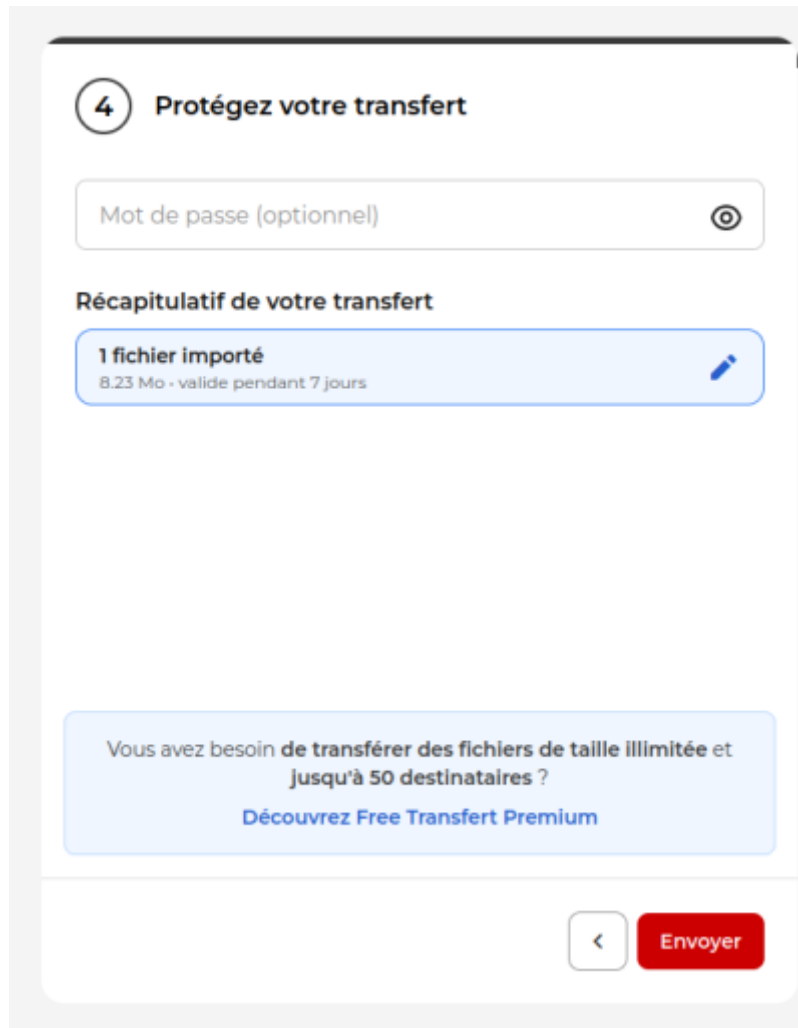 4 Protégez votre transfert
Mot de passe (optionnel)
Récapitulatif de votre transfert
1 fichier importé
8.23 Mo • valide pendant 7 jours
Vous avez besoin de transférer des fichiers de taille illimitée et
jusqu'à 50 destinataires ?
Découvrez Free Transfert Premium
Envoyer